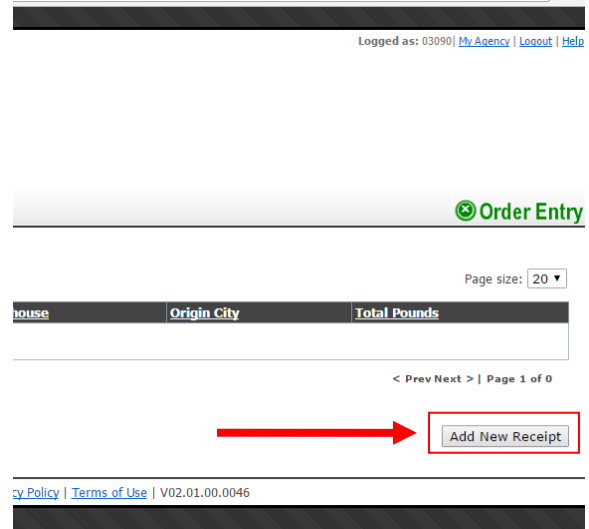 Logged as: 03090| My Agency | Logout | Help
Order Entry
Page size: 20
house Origin City Total Pounds
< Prev Next > | Page 1 of 0
Add New Receipt
cy Policy | Terms of Use | V02.01.00.0046